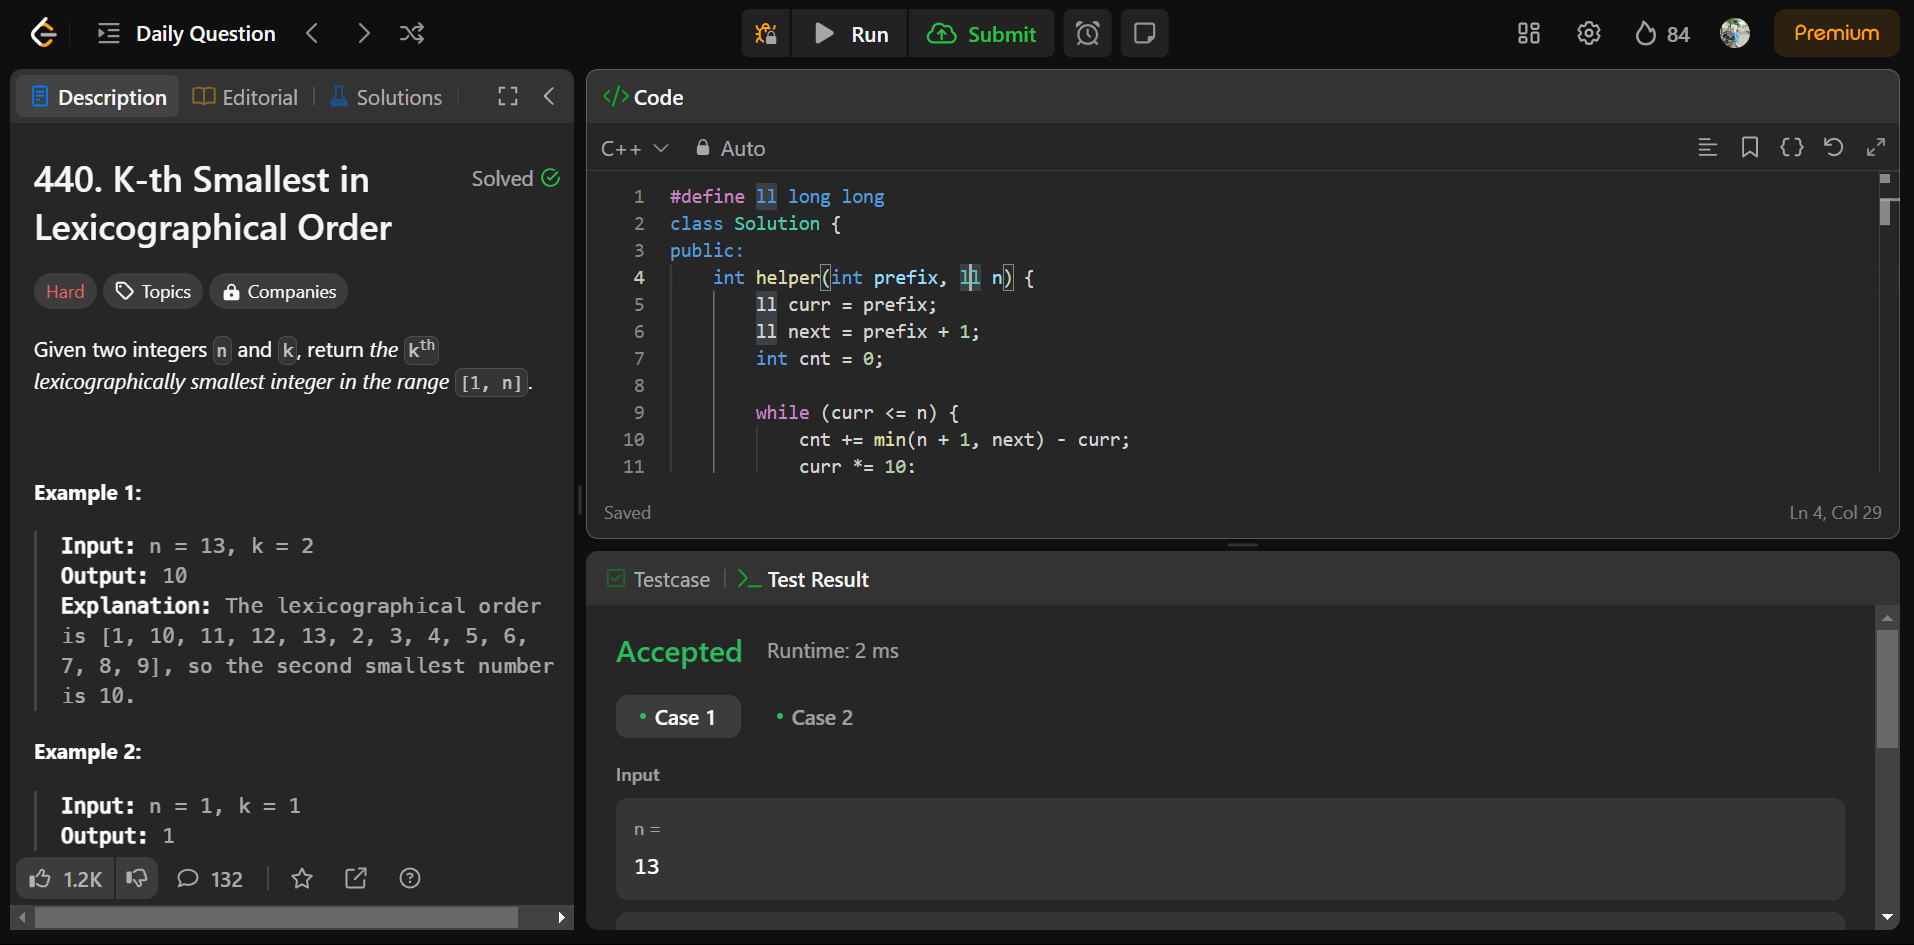 Daily Question
Run
Submit
84
Premium
Description
Editorial
Solutions
440. K-th Smallest in
Lexicographical Order
Solved
Hard
Topics
Companies
Given two integers n and k, return the kth
lexicographically smallest integer in the range [1, n].
Example 1:
Input: n = 13, k = 2
Output: 10
Explanation: The lexicographical order
is [1, 10, 11, 12, 13, 2, 3, 4, 5, 6,
7, 8, 9], so the second smallest number
is 10.
Example 2:
Input: n = 1, k = 1
Output: 1
1.2K
132
</> Code
C++
Auto
1 #define ll long long
2 class Solution {
3 public:
4 int helper(int prefix, ll n) {
5 ll curr = prefix;
6 ll next = prefix + 1;
7 int cnt = 0;
8
9 while (curr <= n) {
10 cnt += min(n + 1, next) - curr;
11 curr *= 10:
Saved
Ln 4, Col 29
Testcase
Test Result
Accepted
Runtime: 2 ms
Case 1
Case 2
Input
n =
13